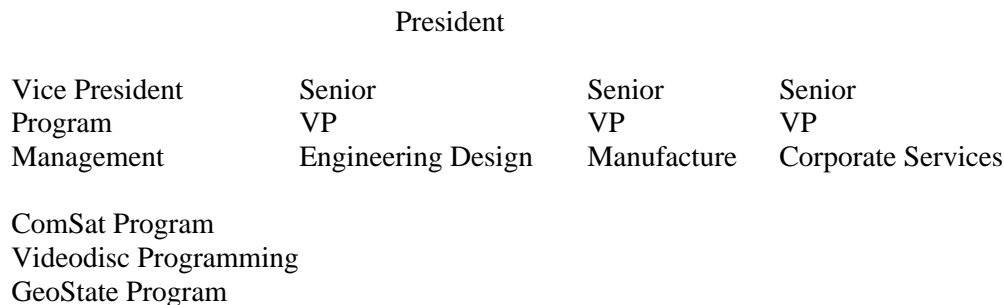 President
Vice President Senior Senior Senior
Program VP VP VP
Management Engineering Design Manufacture Corporate Services
ComSat Program
Videodisc Programming
GeoState Program